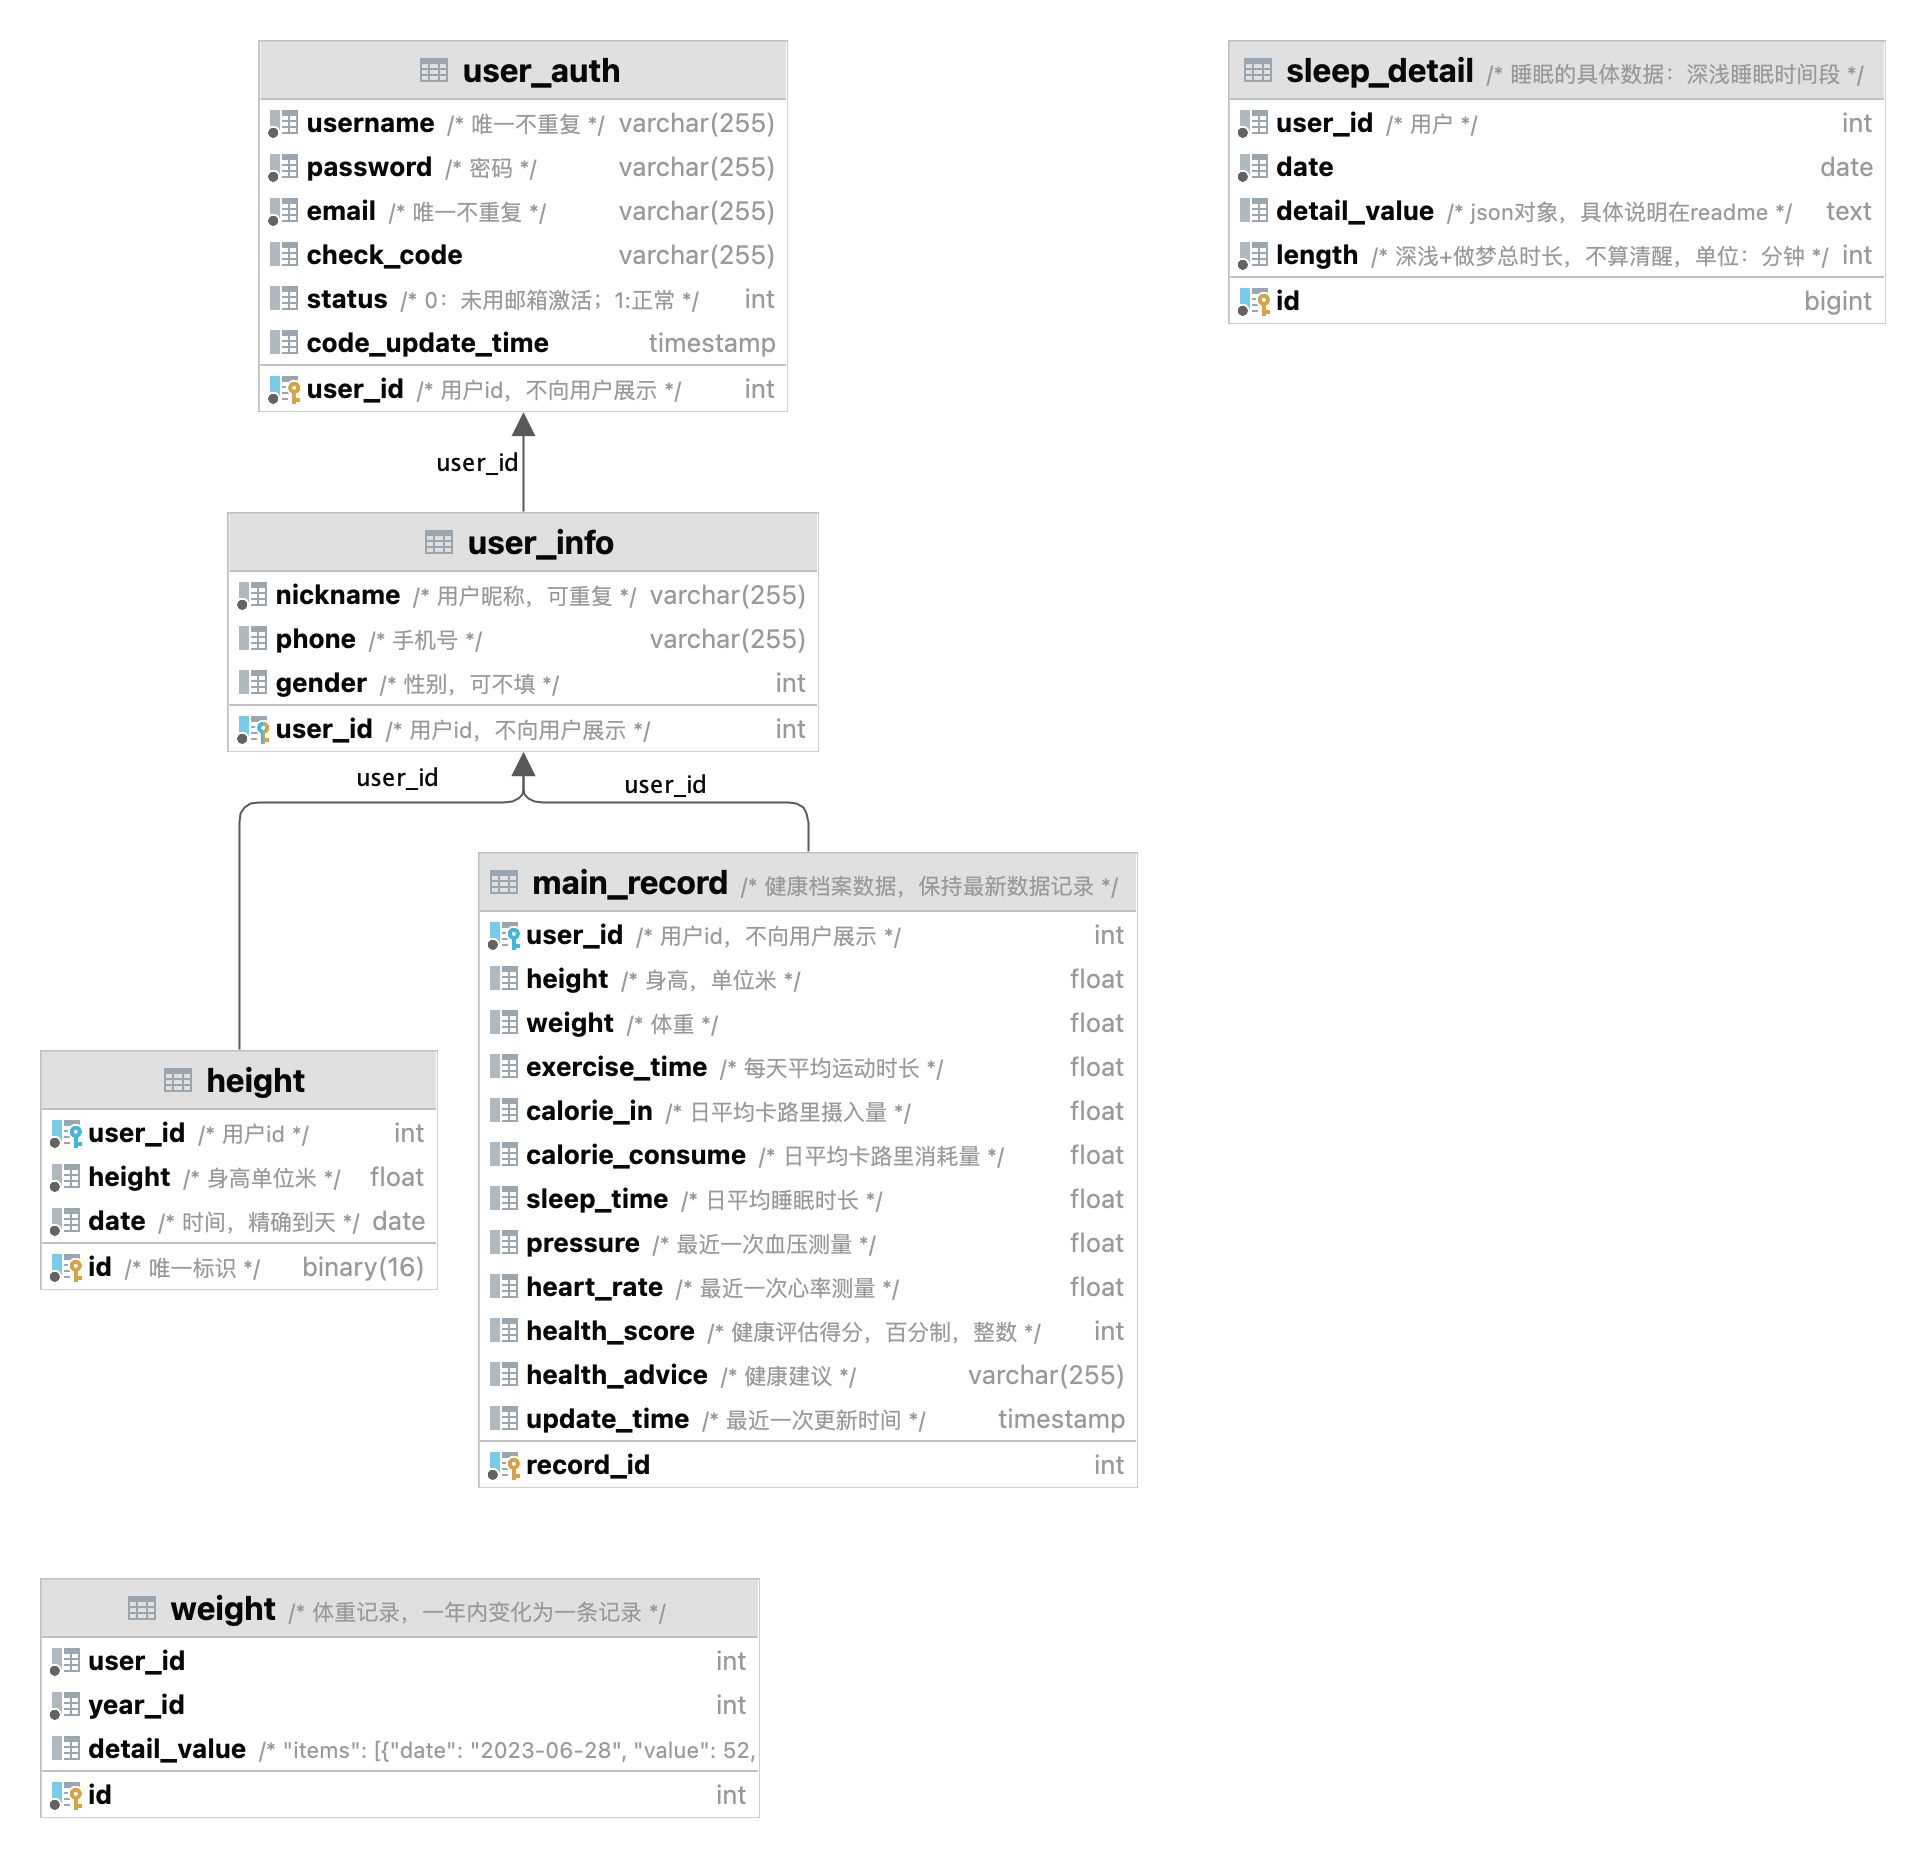 user_auth
username /* 唯一不重复 */ varchar(255)
password /* 密码 */ varchar(255)
email /* 唯一不重复 */ varchar(255)
check_code varchar(255)
status /* 0：未用邮箱激活；1:正常 */ int
code_update_time timestamp
user_id /* 用户id，不向用户展示 */ int
user_id
user_info
nickname /* 用户昵称，可重复 */ varchar(255)
phone /* 手机号 */ varchar(255)
gender /* 性别，可不填 */ int
user_id /* 用户id，不向用户展示 */ int
user_id
user_id
main_record /* 健康档案数据，保持最新数据记录 */
user_id /* 用户id，不向用户展示 */ int
height /* 身高，单位米 */ float
weight /* 体重 */ float
exercise_time /* 每天平均运动时长 */ float
calorie_in /* 日平均卡路里摄入量 */ float
calorie_consume /* 日平均卡路里消耗量 */ float
sleep_time /* 日平均睡眠时长 */ float
pressure /* 最近一次血压测量 */ float
heart_rate /* 最近一次心率测量 */ float
health_score /* 健康评估得分，百分制，整数 */ int
health_advice /* 健康建议 */ varchar(255)
update_time /* 最近一次更新时间 */ timestamp
record_id int
height
user_id /* 用户id */ int
height /* 身高单位米 */ float
date /* 时间，精确到天 */ date
id /* 唯一标识 */ binary(16)
weight /* 体重记录，一年内变化为一条记录 */
user_id int
year_id int
detail_value /* "items": [{"date": "2023-06-28", "value": 52,
id int
sleep_detail /* 睡眠的具体数据：深浅睡眠时间段 */
user_id /* 用户 */ int
date date
detail_value /* json对象，具体说明在readme */ text
length /* 深浅+做梦总时长，不算清醒，单位：分钟 */ int
id bigint